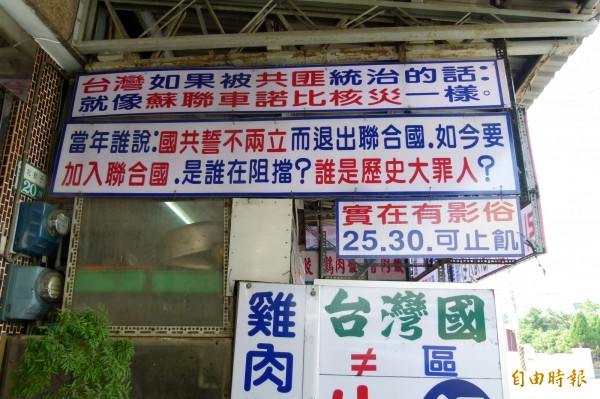 台灣如果被共匪統治的話:
就像蘇聯車諾比核災一樣。
當年誰說:國共誓不兩立而退出聯合國.如今要
加入聯合國.是誰在阻擋?誰是歷史大罪人?
實在有影俗
25.30.可止飢
雞肉
台灣國
≠
區
20
自由時報